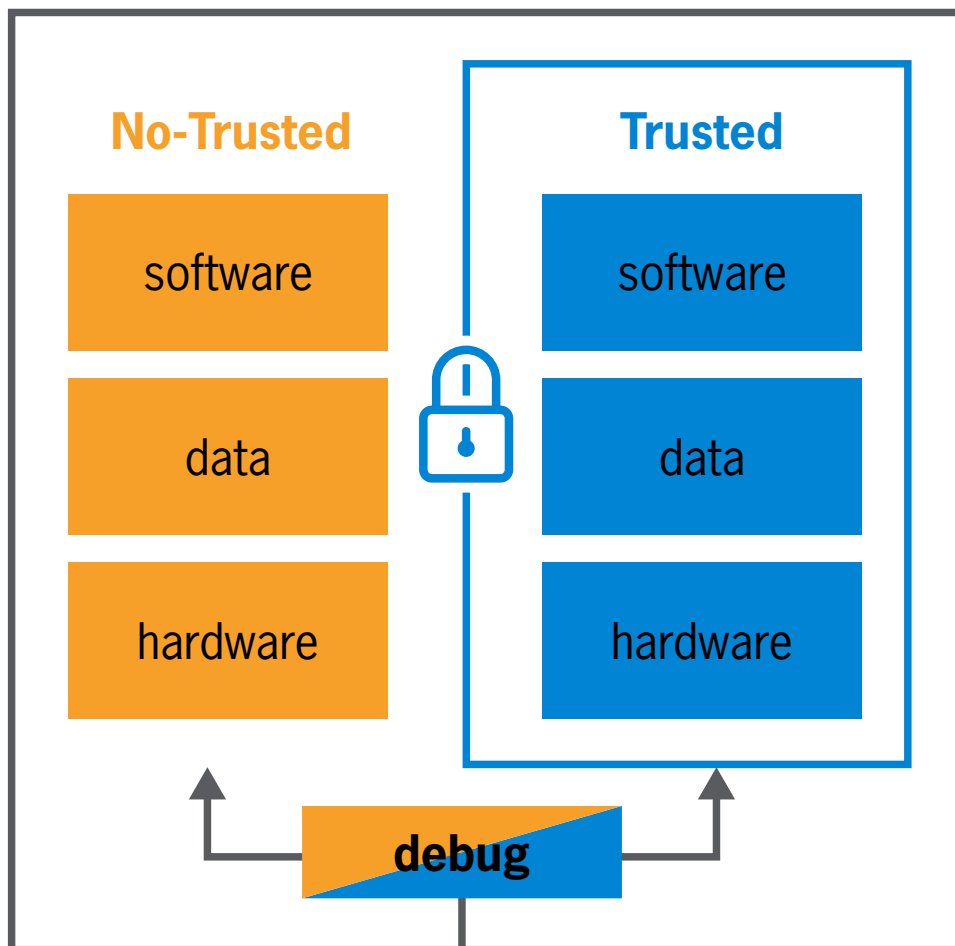 No-Trusted
software
data
hardware
Trusted
software
data
hardware
debug